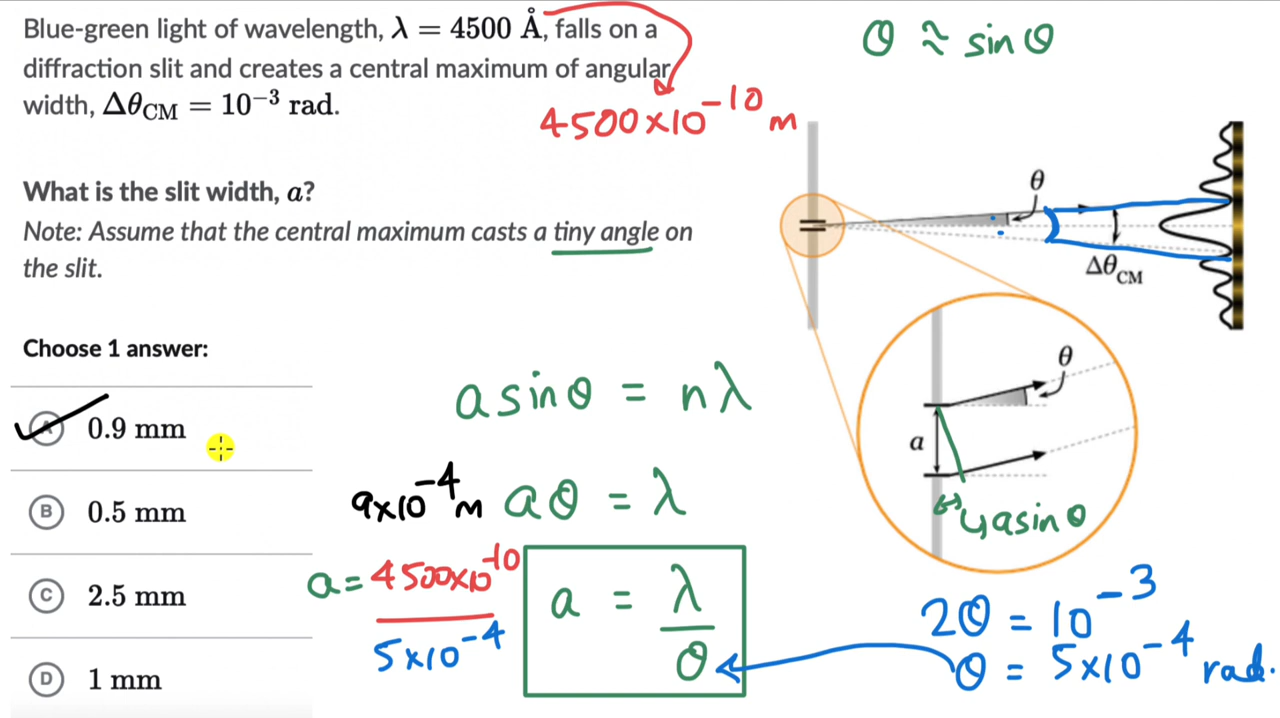 Blue-green light of wavelength, λ = 4500 Å, falls on a
diffraction slit and creates a central maximum of angular
width, Δθ_CM = 10⁻³ rad.
4500×10⁻¹⁰ m
θ ≈ sin θ
What is the slit width, a?
Note: Assume that the central maximum casts a tiny angle on
the slit.
θ
Δθ_CM
Choose 1 answer:
A 0.9 mm
B 0.5 mm
C 2.5 mm
D 1 mm
a sin θ = nλ
9×10⁻⁴ m
aθ = λ
a = 4500×10⁻¹⁰
5×10⁻⁴
a = λ
θ
θ
a
a sin θ
2θ = 10⁻³
θ = 5×10⁻⁴ rad.